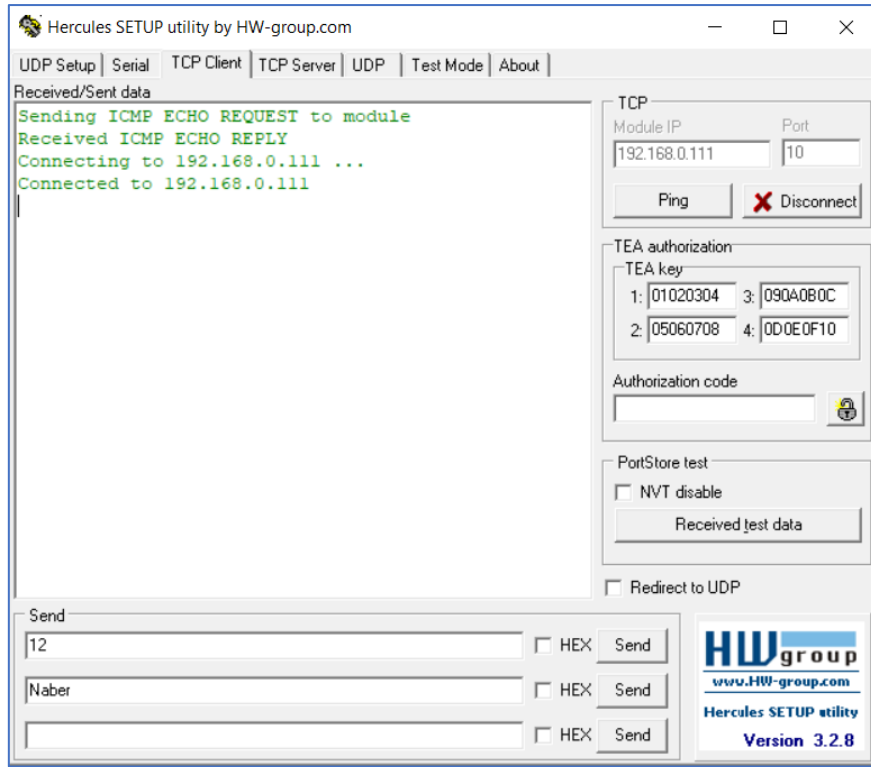 Hercules SETUP utility by HW-group.com
UDP Setup Serial TCP Client TCP Server UDP Test Mode About
Received/Sent data
Sending ICMP ECHO REQUEST to module
Received ICMP ECHO REPLY
Connecting to 192.168.0.111 ...
Connected to 192.168.0.111
TCP
Module IP Port
192.168.0.111 10
Ping Disconnect
TEA authorization
TEA key
1: 01020304 3: 090A0B0C
2: 05060708 4: 0D0E0F10
Authorization code
PortStore test
NVT disable
Received test data
Redirect to UDP
Send
12 HEX Send
Naber HEX Send
HEX Send
HW group
www.HW-group.com
Hercules SETUP utility
Version 3.2.8